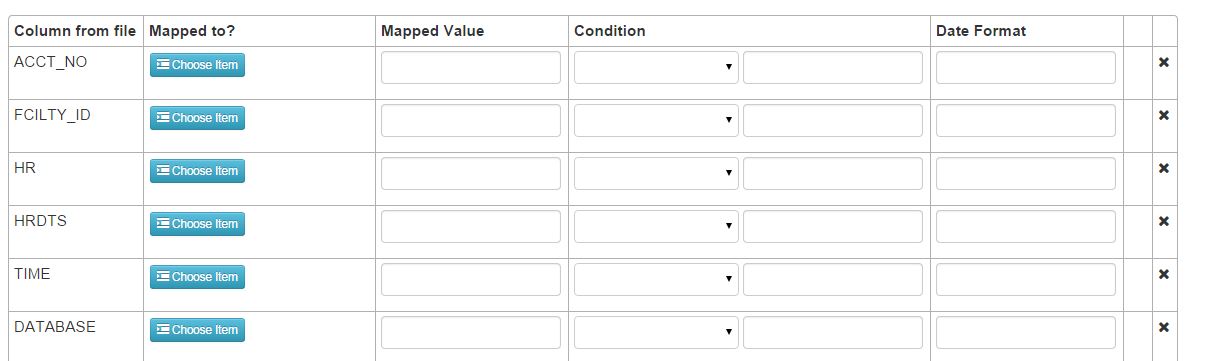 Column from file Mapped to? Mapped Value Condition Date Format
ACCT_NO Choose Item
FCILTY_ID Choose Item
HR Choose Item
HRDTS Choose Item
TIME Choose Item
DATABASE Choose Item